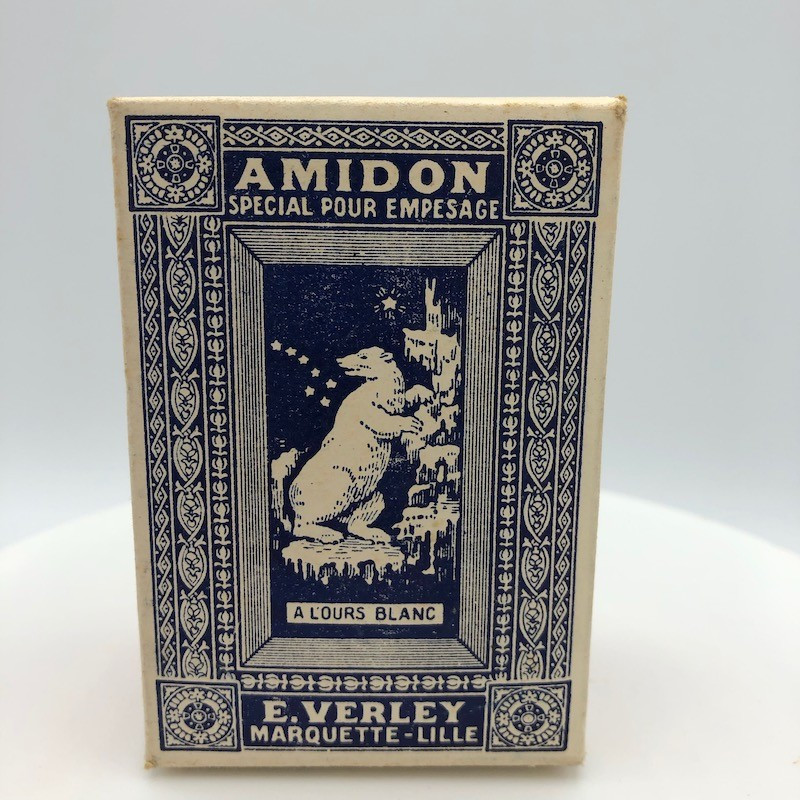 AMIDON
SPECIAL POUR EMPESAGE
A L'OURS BLANC
E. VERLEY
MARQUETTE-LILLE